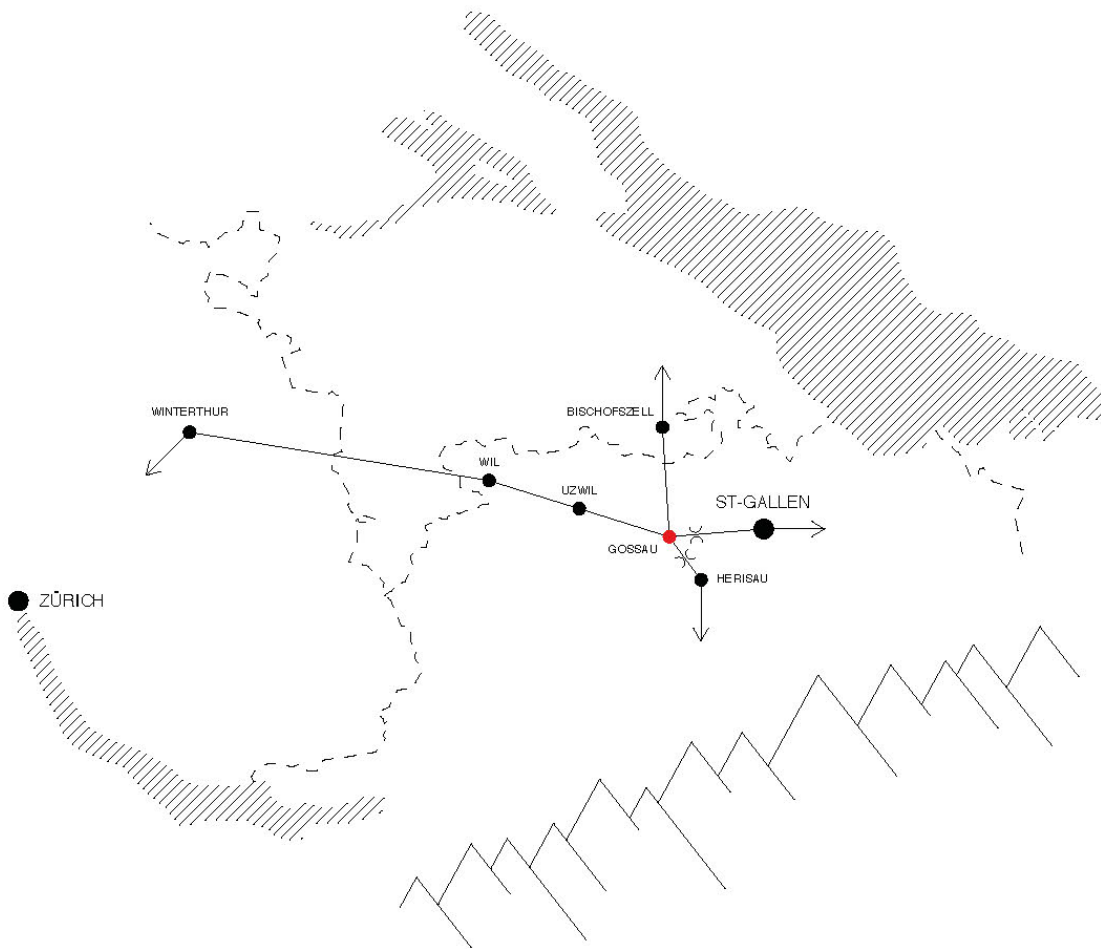 WINTERTHUR
BISCHOFSZELL
WIL
UZWIL
ST-GALLEN
GOSSAU
HERISAU
ZÜRICH